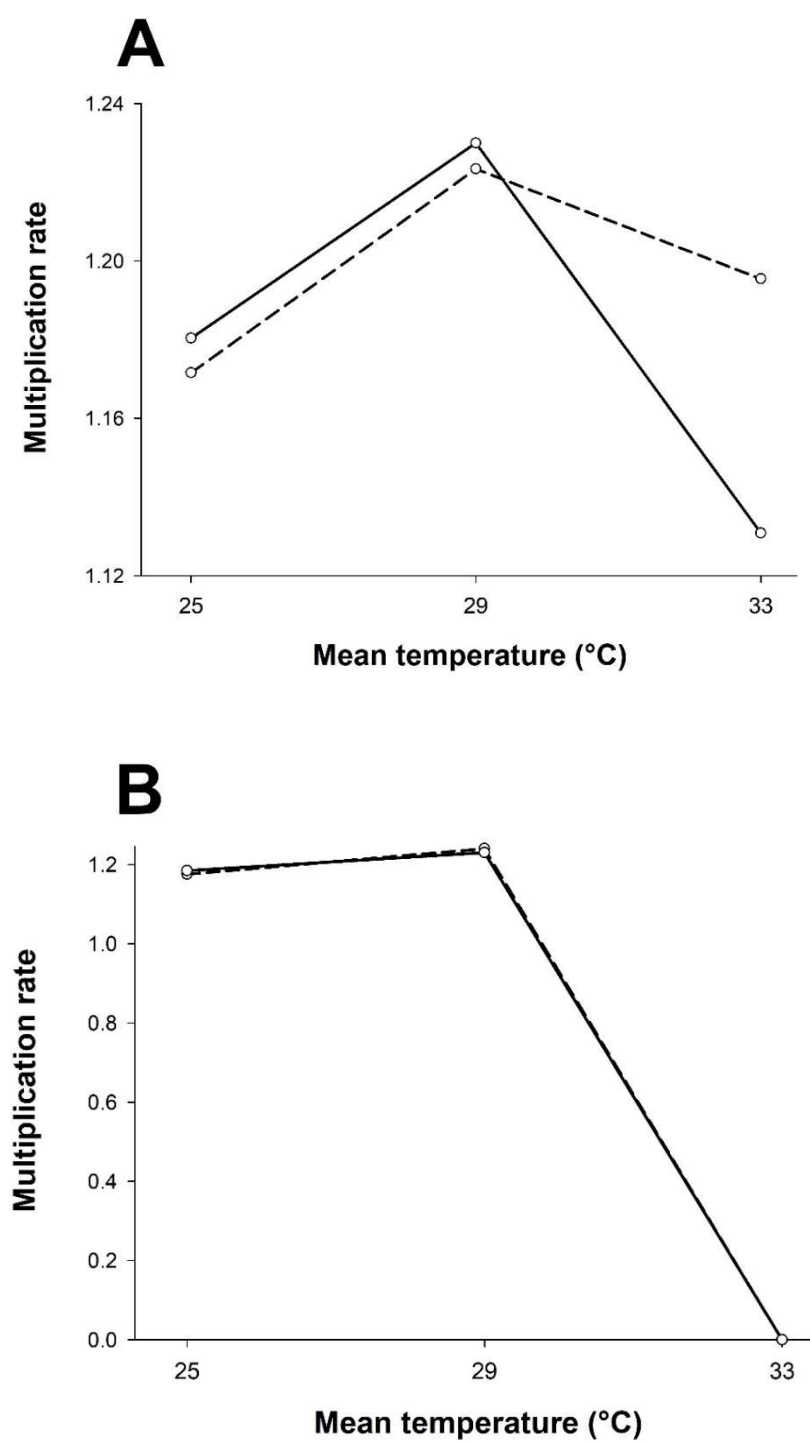 A
1.24
1.20
1.16
1.12
Multiplication rate
25 29 33
Mean temperature (°C)
B
1.2
1.0
0.8
0.6
0.4
0.2
0.0
Multiplication rate
25 29 33
Mean temperature (°C)